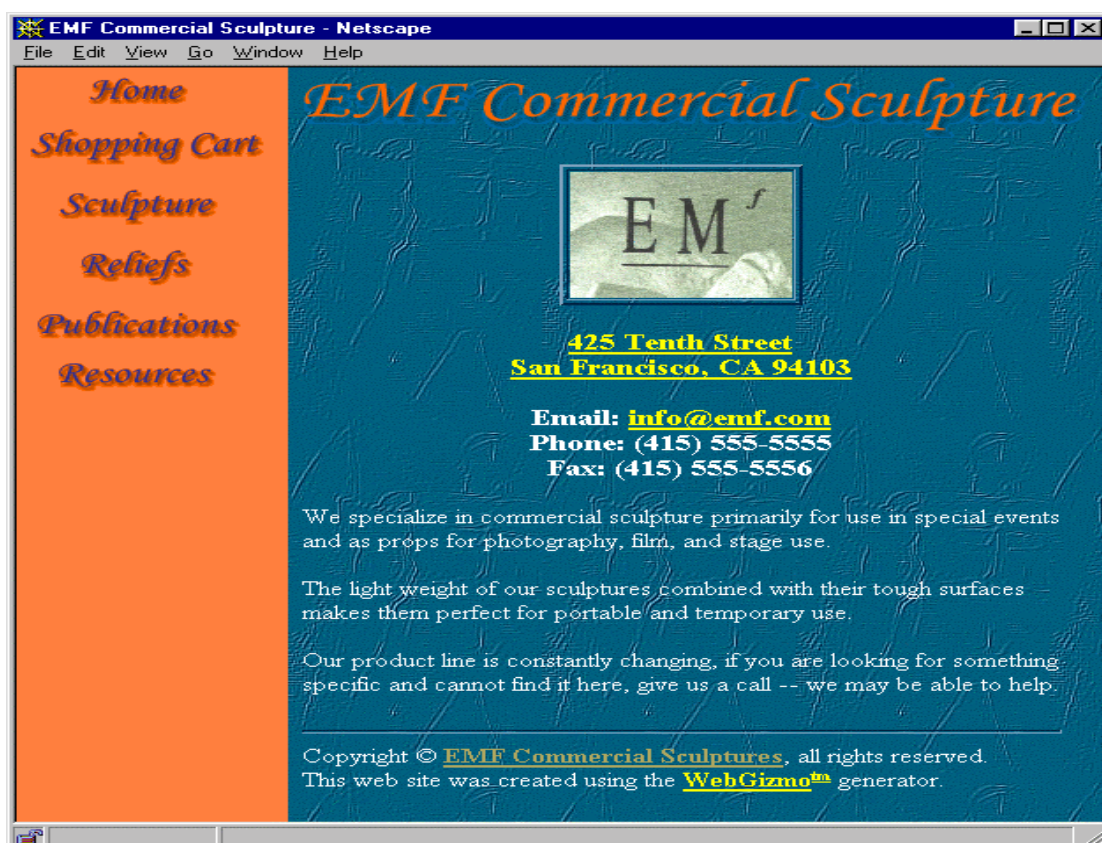 EMF Commercial Sculpture - Netscape
File Edit View Go Window Help
Home
Shopping Cart
Sculpture
Reliefs
Publications
Resources
EMF Commercial Sculpture
E M f
425 Tenth Street
San Francisco, CA 94103
Email: info@emf.com
Phone: (415) 555-5555
Fax: (415) 555-5556
We specialize in commercial sculpture primarily for use in special events
and as props for photography, film, and stage use.
The light weight of our sculptures combined with their tough surfaces
makes them perfect for portable and temporary use.
Our product line is constantly changing, if you are looking for something
specific and cannot find it here, give us a call -- we may be able to help.
Copyright © EMF Commercial Sculptures, all rights reserved.
This web site was created using the WebGizmo tm generator.